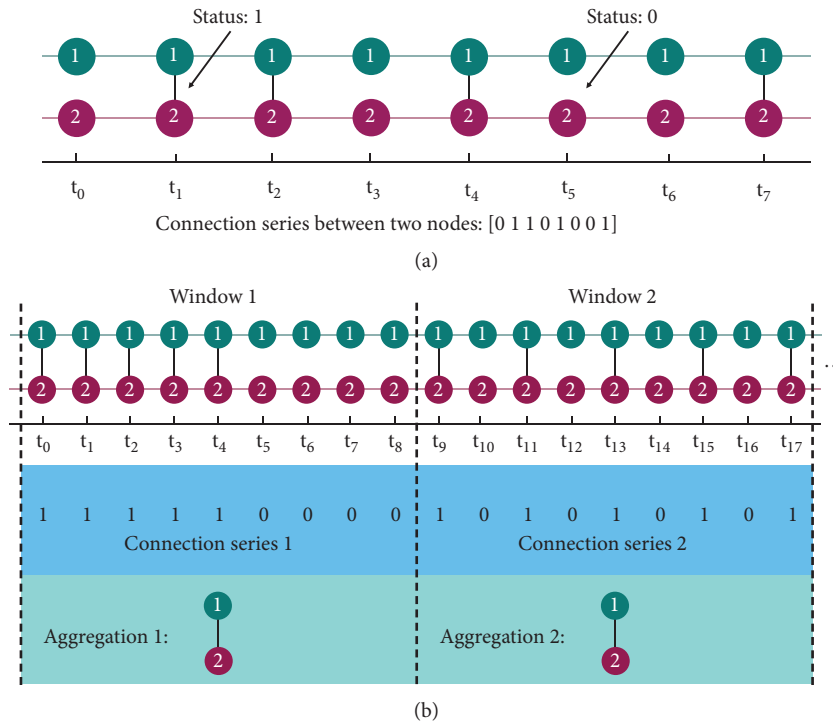 Status: 1 Status: 0
1 1 1 1 1 1 1 1
2 2 2 2 2 2 2 2
t0 t1 t2 t3 t4 t5 t6 t7
Connection series between two nodes: [0 1 1 0 1 0 0 1]
(a)
Window 1 Window 2
1 1 1 1 1 1 1 1 1 1 1 1 1 1 1 1 1 1
2 2 2 2 2 2 2 2 2 2 2 2 2 2 2 2 2 2 ...
t0 t1 t2 t3 t4 t5 t6 t7 t8 t9 t10 t11 t12 t13 t14 t15 t16 t17
1 1 1 1 1 0 0 0 0 1 0 1 0 1 0 1 0 1
Connection series 1 Connection series 2
1 1
Aggregation 1: Aggregation 2:
2 2
(b)